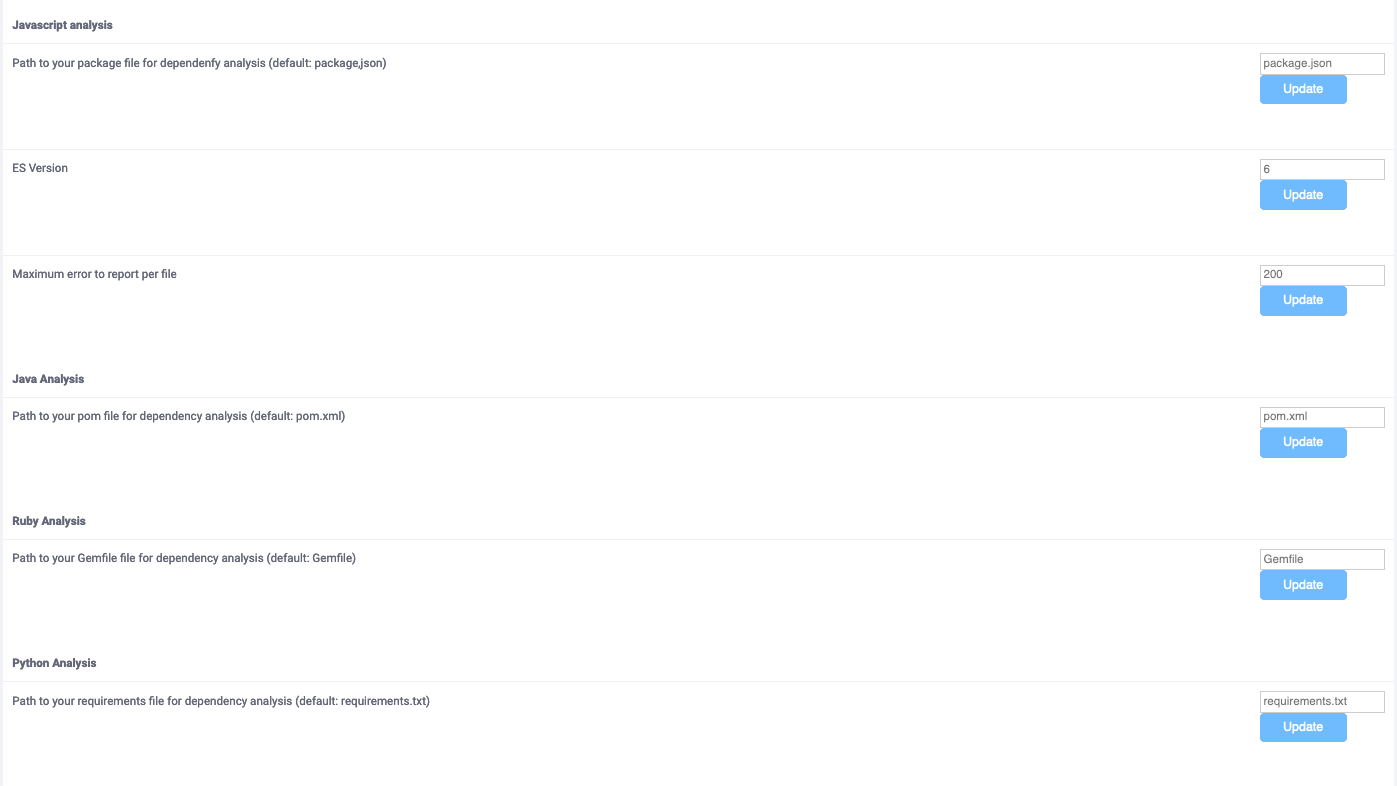 Javascript analysis
Path to your package file for dependenfy analysis (default: package,json)
package.json
Update
ES Version
6
Update
Maximum error to report per file
200
Update
Java Analysis
Path to your pom file for dependency analysis (default: pom.xml)
pom.xml
Update
Ruby Analysis
Path to your Gemfile file for dependency analysis (default: Gemfile)
Gemfile
Update
Python Analysis
Path to your requirements file for dependency analysis (default: requirements.txt)
requirements.txt
Update